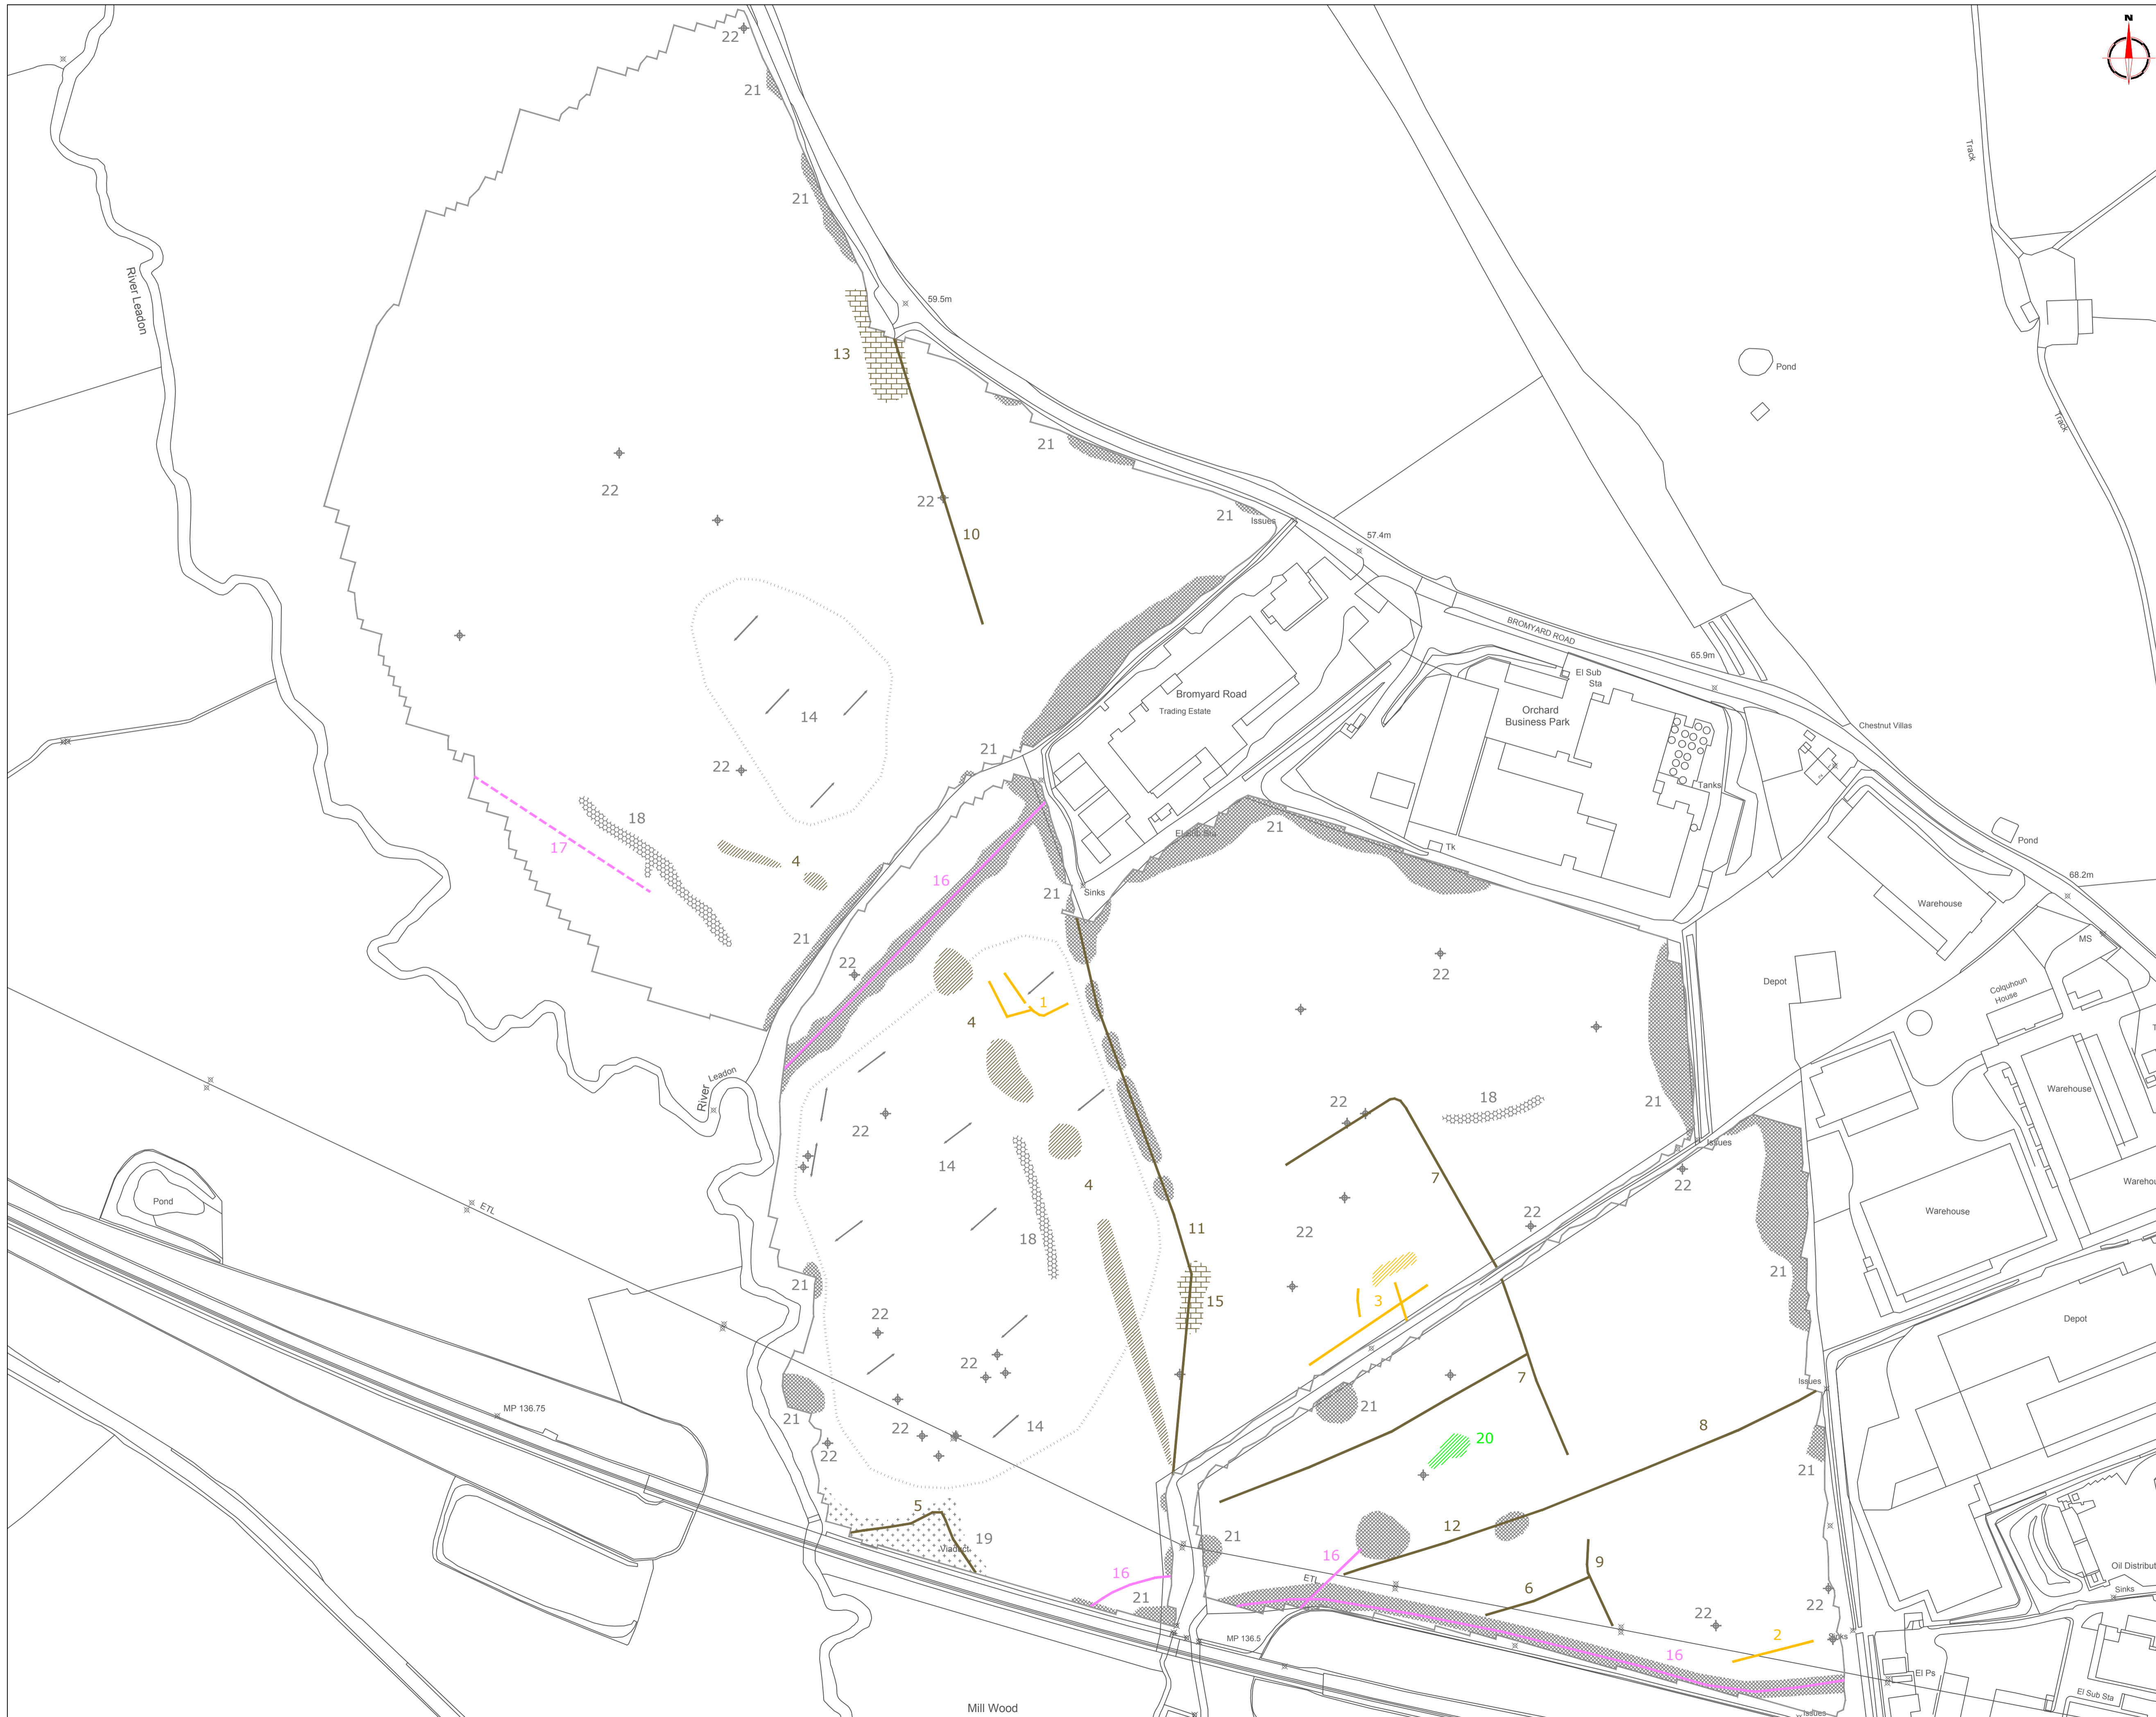 N
22
21
Track
21
River Leadon
59.5m
13
Pond
Track
21
22
22
21
Issues
10
57.4m
BROMYARD ROAD
65.9m
El Sub
Sta
Bromyard Road
Trading Estate
14
Orchard
Business Park
Chestnut Villas
21
22
Tanks
18
17
21
Tk
Pond
4
16
68.2m
21
Sinks
Warehouse
21
MS
22
22
Depot
Colquhoun
House
1
4
River
Leadon
Warehouse
22
18
21
22
Issues
14
7
22
4
Pond
ETL
22
Warehouse
11
22
18
21
21
15
3
22
Depot
22
7
Issues
MP 136.75
21
21
22
14
8
22
20
21
5
12
19
21
Viaduct
16
9
16
ETL
6
Oil Distribut
Sinks
21
22
22
MP 136.5
2
Sinks
16
El Ps
El Sub Sta
Mill Wood
Issues